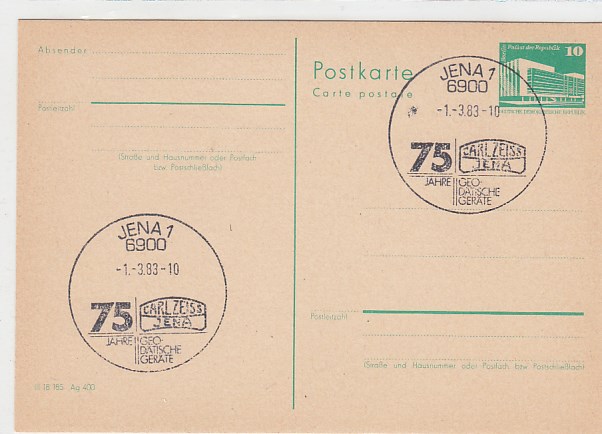 Absender
Postleitzahl
(Straße und Hausnummer oder Postfach
bzw. Postschließfach)
Postkarte
Carte postale
Palast der Republik
10
JENA 1
6900
-1.-3.83-10
75
CARL ZEISS
JENA
JAHRE
GEO-
DÄTISCHE
GERÄTE
JENA 1
6900
-1.-3.83-10
75
CARL ZEISS
JENA
JAHRE
GEO-
DÄTISCHE
GERÄTE
Postleitzahl
(Straße und Hausnummer oder Postfach bzw. Postschließfach)
III 18 185 Ag 400